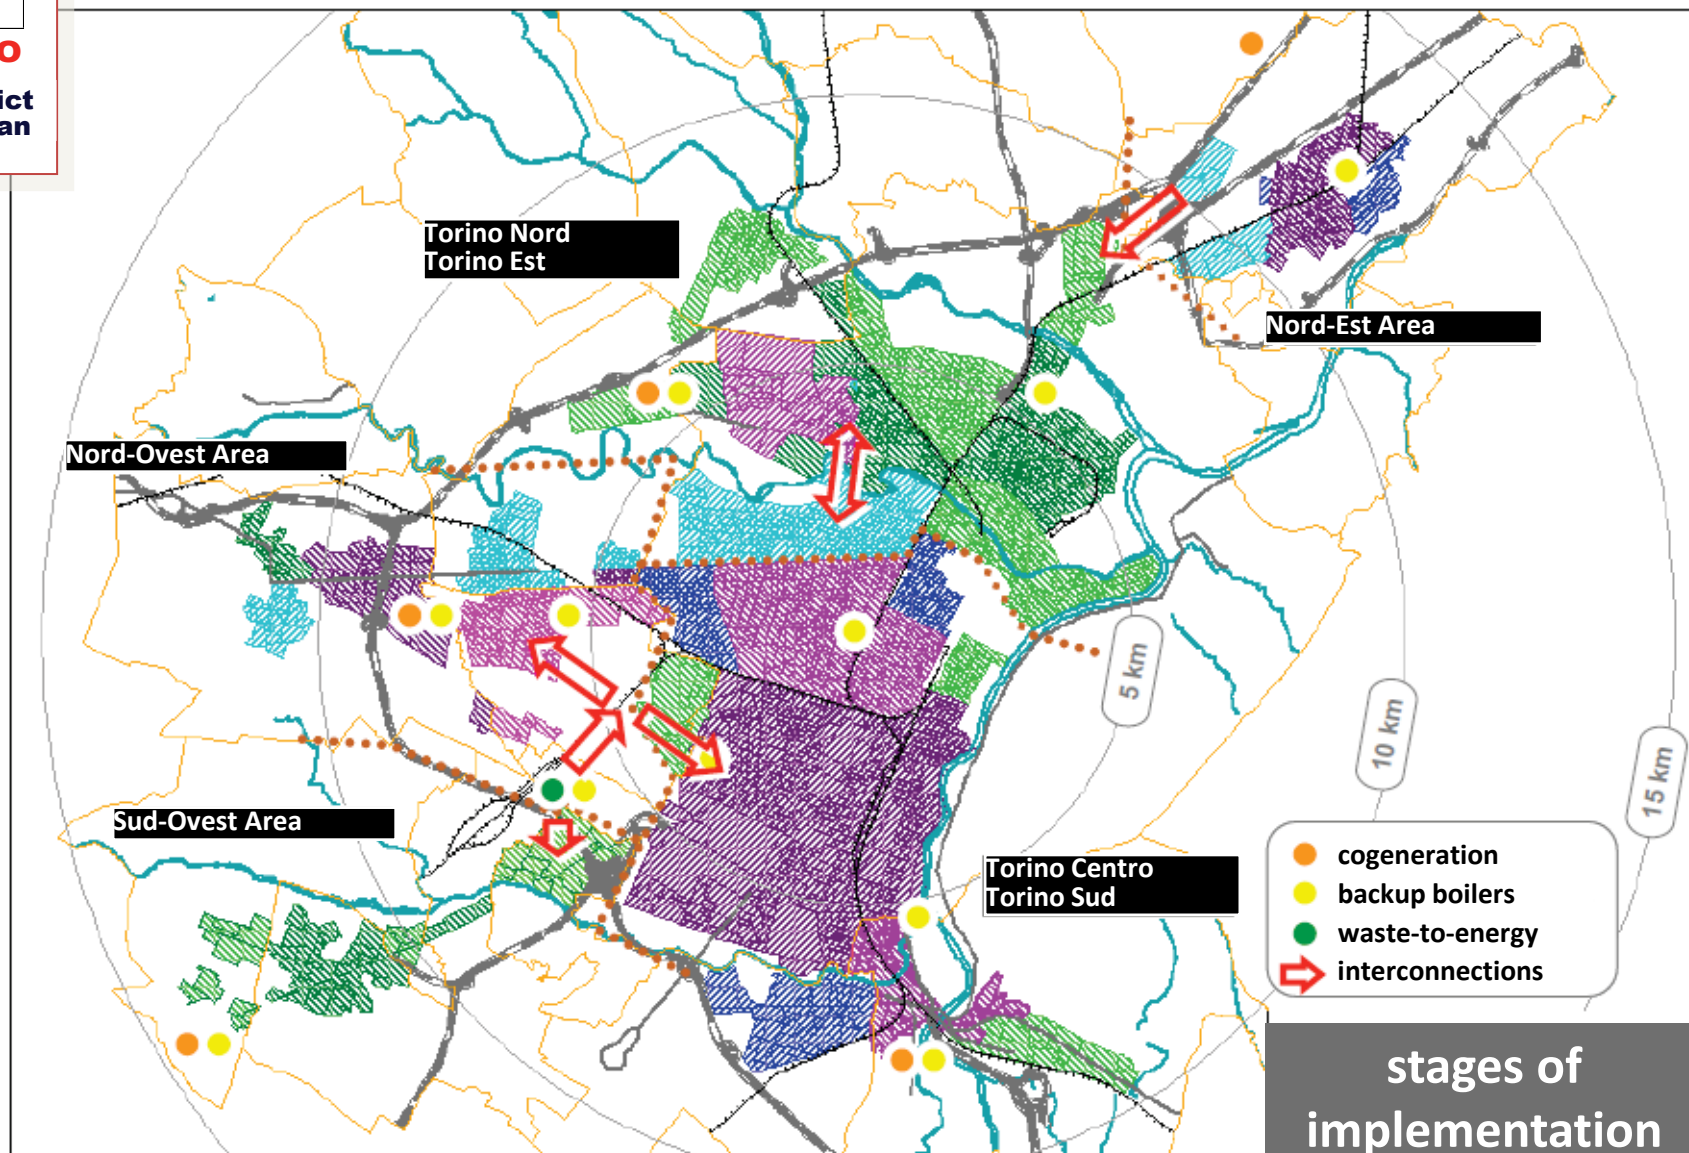 o
ict
an
Torino Nord
Torino Est
Nord-Est Area
Nord-Ovest Area
5 km
10 km
15 km
Sud-Ovest Area
Torino Centro
Torino Sud
cogeneration
backup boilers
waste-to-energy
interconnections
stages of
implementation